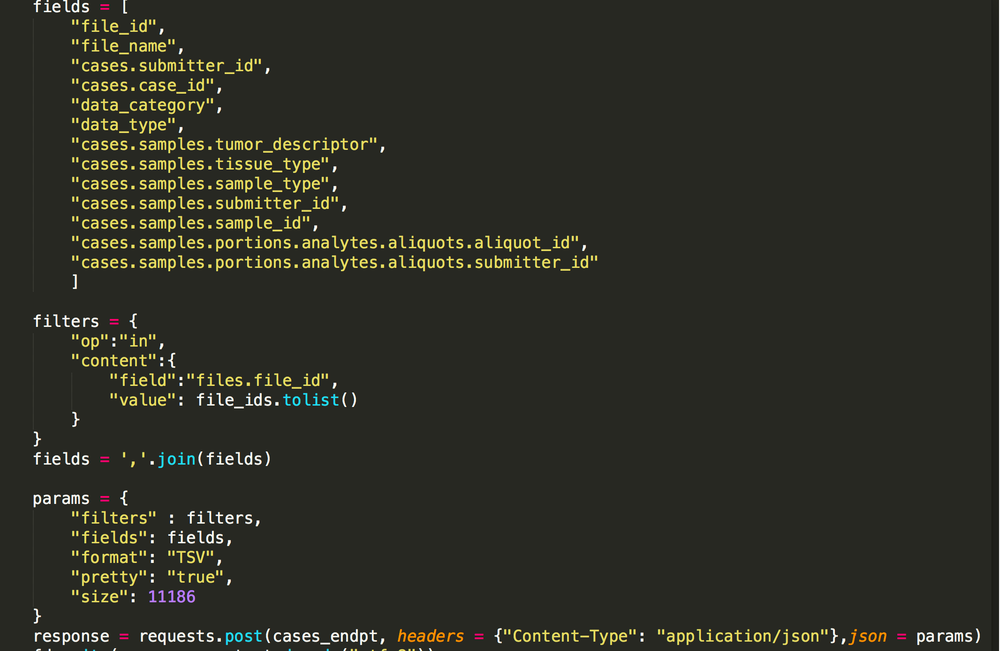 fields = [
    "file_id",
    "file_name",
    "cases.submitter_id",
    "cases.case_id",
    "data_category",
    "data_type",
    "cases.samples.tumor_descriptor",
    "cases.samples.tissue_type",
    "cases.samples.sample_type",
    "cases.samples.submitter_id",
    "cases.samples.sample_id",
    "cases.samples.portions.analytes.aliquots.aliquot_id",
    "cases.samples.portions.analytes.aliquots.submitter_id"
    ]
filters = {
    "op":"in",
    "content":{
        "field":"files.file_id",
        "value": file_ids.tolist()
    }
}
fields = ','.join(fields)
params = {
    "filters" : filters,
    "fields": fields,
    "format": "TSV",
    "pretty": "true",
    "size": 11186
}
response = requests.post(cases_endpt, headers = {"Content-Type": "application/json"},json = params)